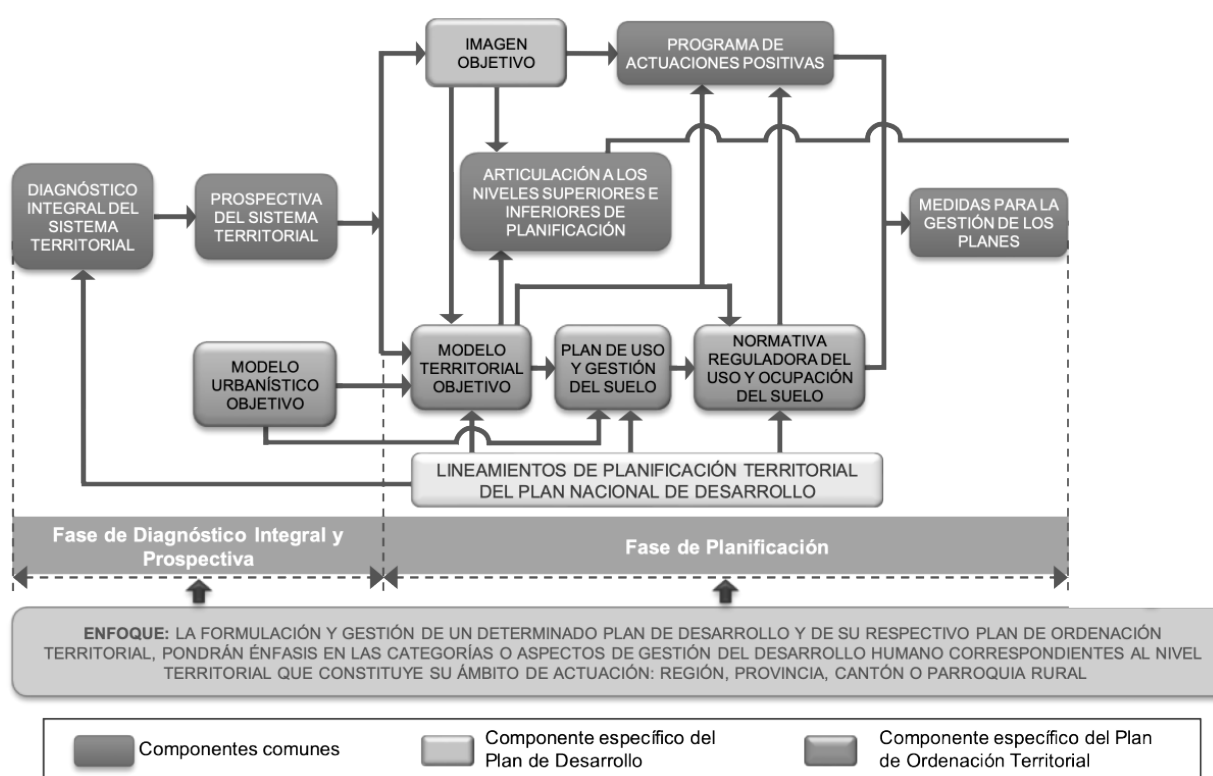 IMAGEN
OBJETIVO
PROGRAMA DE
ACTUACIONES POSITIVAS
DIAGNÓSTICO
INTEGRAL DEL
SISTEMA
TERRITORIAL
PROSPECTIVA
DEL SISTEMA
TERRITORIAL
ARTICULACIÓN A LOS
NIVELES SUPERIORES E
INFERIORES DE
PLANIFICACIÓN
MEDIDAS PARA LA
GESTIÓN DE LOS
PLANES
MODELO
URBANÍSTICO
OBJETIVO
MODELO
TERRITORIAL
OBJETIVO
PLAN DE USO
Y GESTIÓN
DEL SUELO
NORMATIVA
REGULADORA DEL
USO Y OCUPACIÓN
DEL SUELO
LINEAMIENTOS DE PLANIFICACIÓN TERRITORIAL
DEL PLAN NACIONAL DE DESARROLLO
Fase de Diagnóstico Integral y
Prospectiva
Fase de Planificación
ENFOQUE: LA FORMULACIÓN Y GESTIÓN DE UN DETERMINADO PLAN DE DESARROLLO Y DE SU RESPECTIVO PLAN DE ORDENACIÓN
TERRITORIAL, PONDRÁN ÉNFASIS EN LAS CATEGORÍAS O ASPECTOS DE GESTIÓN DEL DESARROLLO HUMANO CORRESPONDIENTES AL NIVEL
TERRITORIAL QUE CONSTITUYE SU ÁMBITO DE ACTUACIÓN: REGIÓN, PROVINCIA, CANTÓN O PARROQUIA RURAL
Componentes comunes
Componente específico del
Plan de Desarrollo
Componente específico del Plan
de Ordenación Territorial